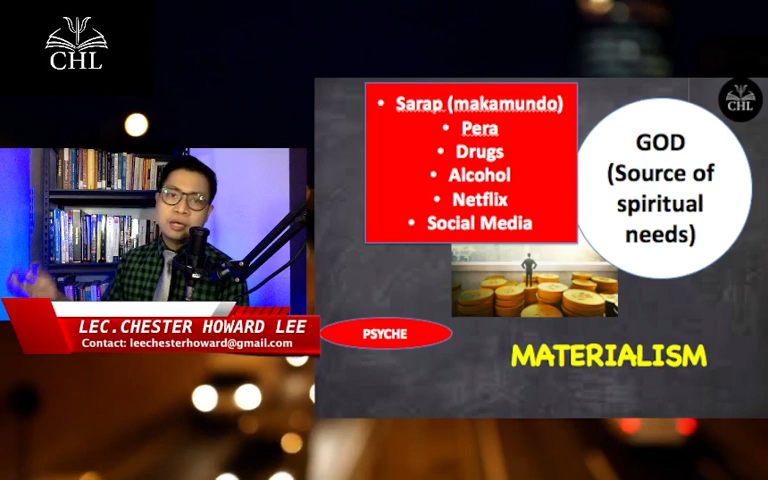 CHL
• Sarap (makamundo)
• Pera
• Drugs
• Alcohol
• Netflix
• Social Media
CHL
GOD
(Source of
spiritual
needs)
LEC.CHESTER HOWARD LEE
Contact: leechesterhoward@gmail.com
PSYCHE
MATERIALISM